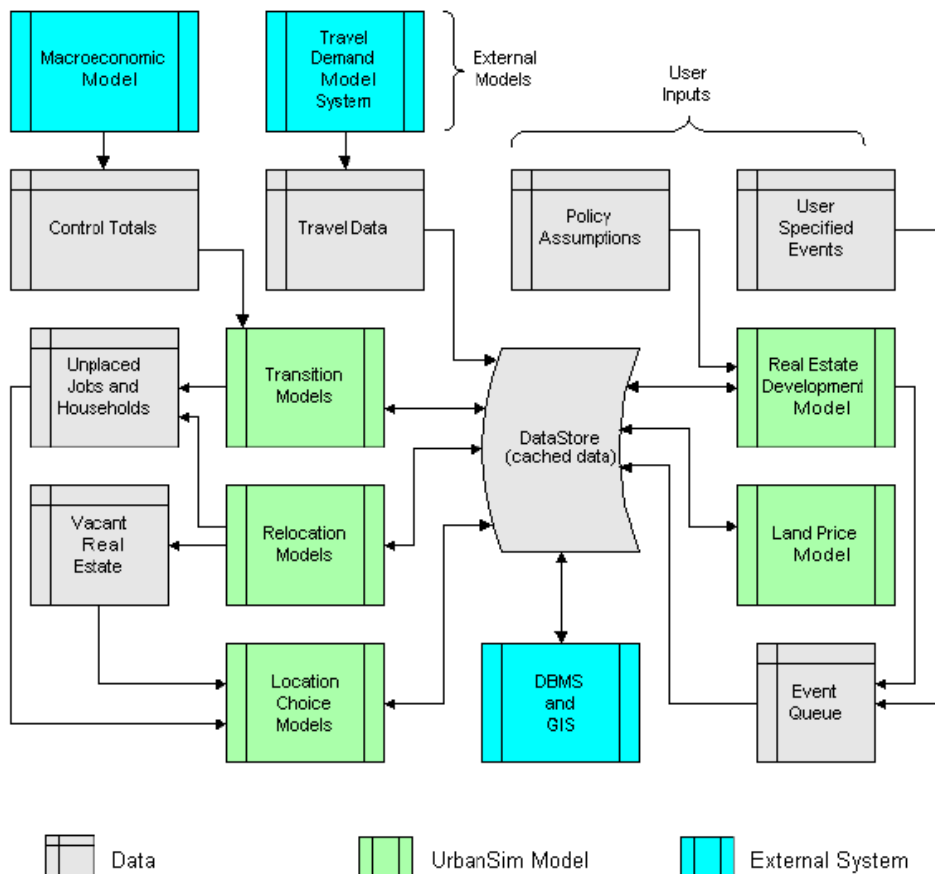 Macroeconomic
Model
Travel
Demand
Model
System
External
Models
User
Inputs
Control Totals
Travel Data
Policy
Assumptions
User
Specified
Events
Unplaced
Jobs and
Households
Transition
Models
DataStore
(cached data)
Real Estate
Development
Model
Vacant
Real
Estate
Relocation
Models
Land Price
Model
Location
Choice
Models
DBMS
and
GIS
Event
Queue
Data
UrbanSim Model
External System